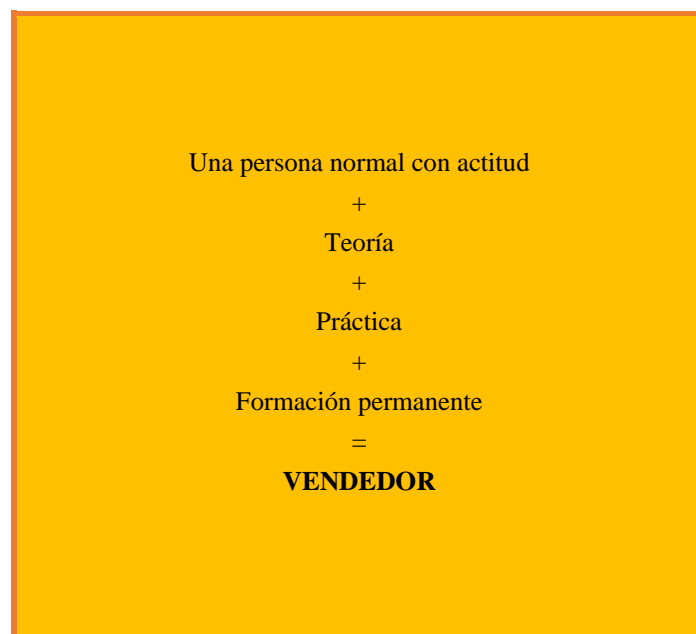 Una persona normal con actitud
+
Teoría
+
Práctica
+
Formación permanente
=
VENDEDOR